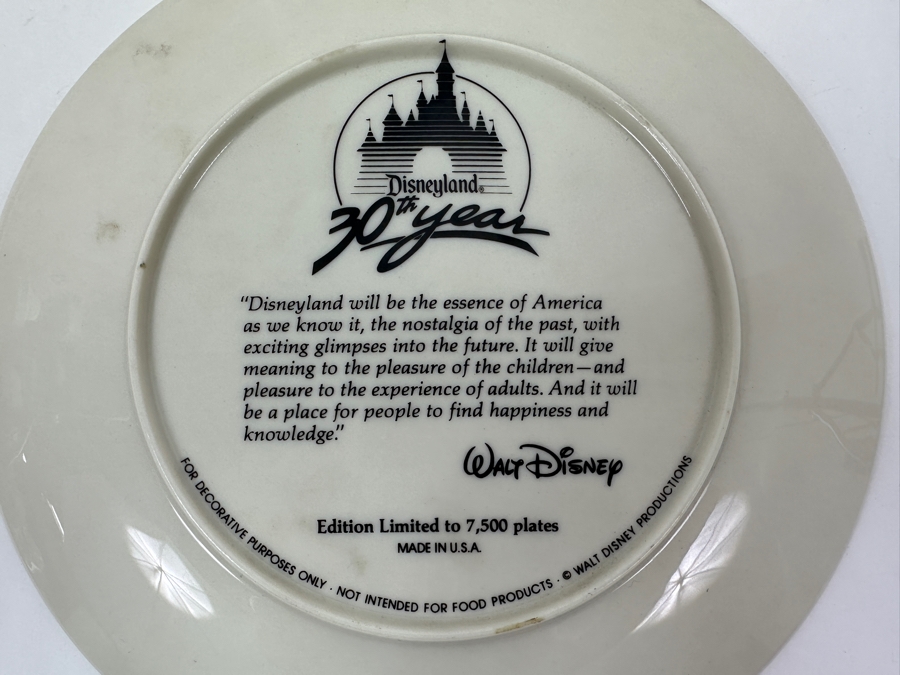 Disneyland®
30th year
“Disneyland will be the essence of America
as we know it, the nostalgia of the past, with
exciting glimpses into the future. It will give
meaning to the pleasure of the children—and
pleasure to the experience of adults. And it will
be a place for people to find happiness and
knowledge.”
WALT DISNEY
Edition Limited to 7,500 plates
MADE IN U.S.A.
FOR DECORATIVE PURPOSES ONLY · NOT INTENDED FOR FOOD PRODUCTS · © WALT DISNEY PRODUCTIONS